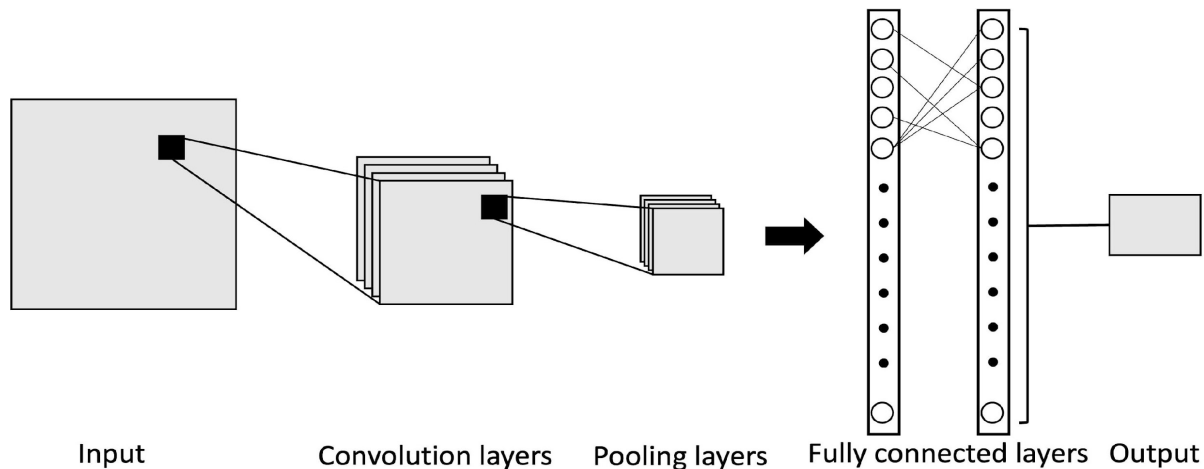 Input
Convolution layers
Pooling layers
Fully connected layers
Output